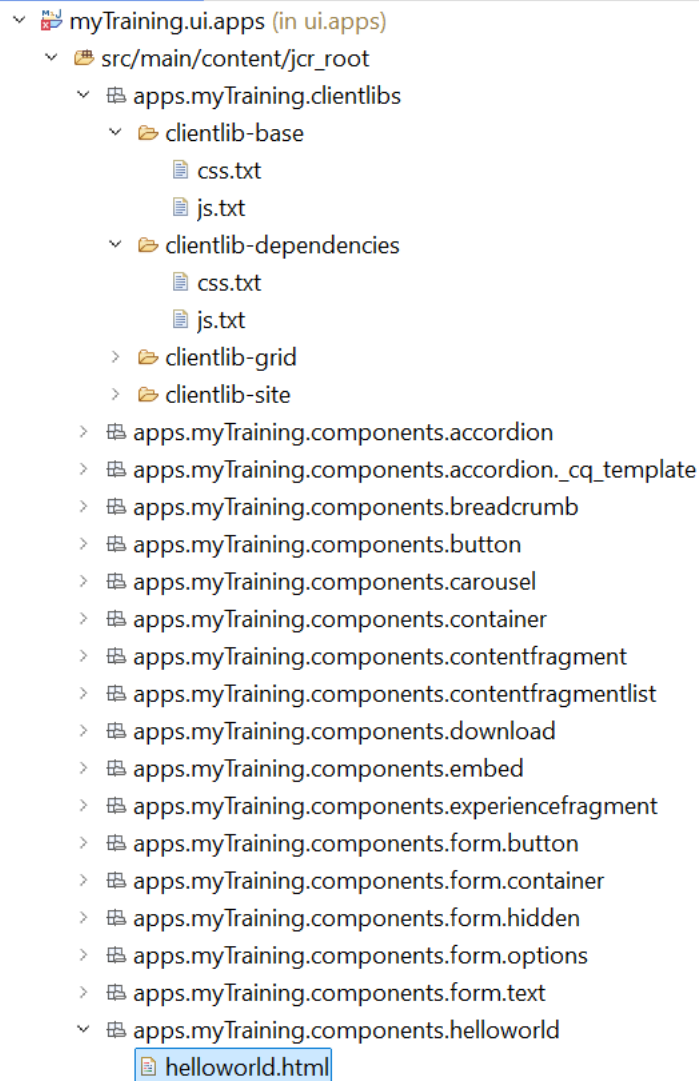 myTraining.ui.apps (in ui.apps)
src/main/content/jcr_root
apps.myTraining.clientlibs
clientlib-base
css.txt
js.txt
clientlib-dependencies
css.txt
js.txt
clientlib-grid
clientlib-site
apps.myTraining.components.accordion
apps.myTraining.components.accordion._cq_template
apps.myTraining.components.breadcrumb
apps.myTraining.components.button
apps.myTraining.components.carousel
apps.myTraining.components.container
apps.myTraining.components.contentfragment
apps.myTraining.components.contentfragmentlist
apps.myTraining.components.download
apps.myTraining.components.embed
apps.myTraining.components.experiencefragment
apps.myTraining.components.form.button
apps.myTraining.components.form.container
apps.myTraining.components.form.hidden
apps.myTraining.components.form.options
apps.myTraining.components.form.text
apps.myTraining.components.helloworld
helloworld.html